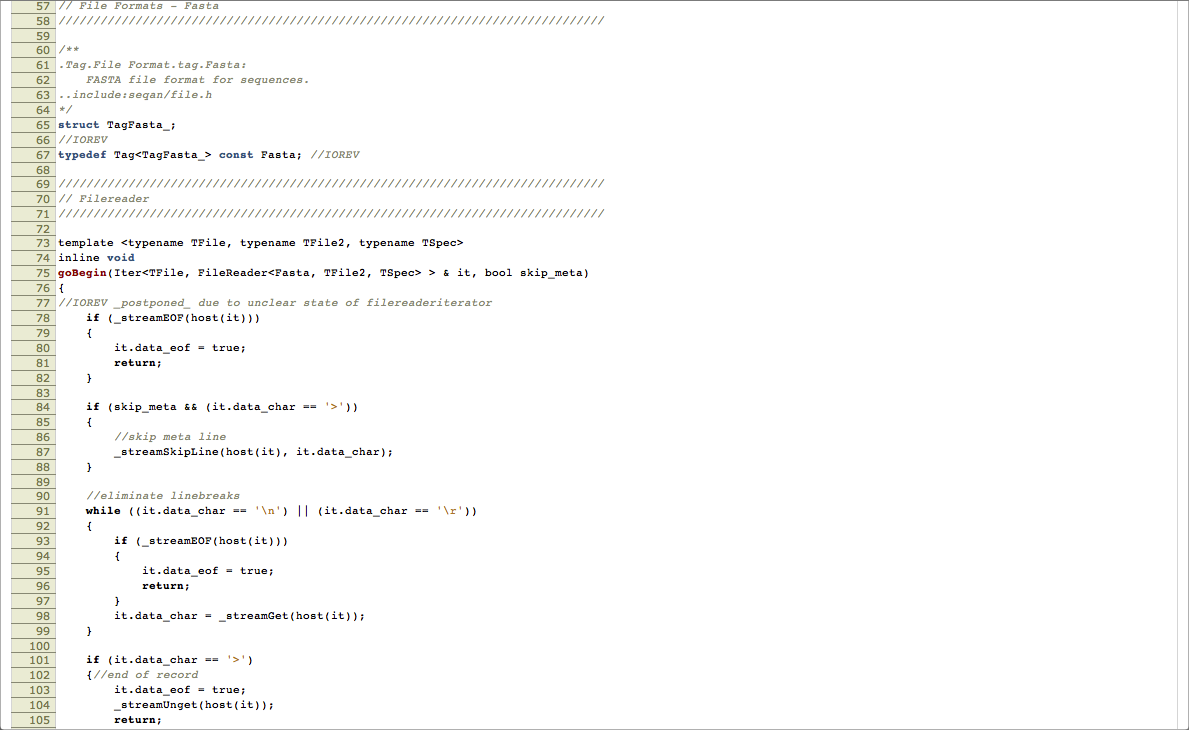 57 // File Formats - Fasta
58 //////////////////////////////////////////////////////////////////////////////
59
60 /**
61 .Tag.File Format.tag.Fasta:
62     FASTA file format for sequences.
63 ..include:seqan/file.h
64 */
65 struct TagFasta_;
66 //IOREV
67 typedef Tag<TagFasta_> const Fasta; //IOREV
68
69 //////////////////////////////////////////////////////////////////////////////
70 // Filereader
71 //////////////////////////////////////////////////////////////////////////////
72
73 template <typename TFile, typename TFile2, typename TSpec>
74 inline void
75 goBegin(Iter<TFile, FileReader<Fasta, TFile2, TSpec> > & it, bool skip_meta)
76 {
77 //IOREV _postponed_ due to unclear state of filereaderiterator
78     if (_streamEOF(host(it)))
79     {
80         it.data_eof = true;
81         return;
82     }
83
84     if (skip_meta && (it.data_char == '>'))
85     {
86         //skip meta line
87         _streamSkipLine(host(it), it.data_char);
88     }
89
90     //eliminate linebreaks
91     while ((it.data_char == '\n') || (it.data_char == '\r'))
92     {
93         if (_streamEOF(host(it)))
94         {
95             it.data_eof = true;
96             return;
97         }
98         it.data_char = _streamGet(host(it));
99     }
100
101     if (it.data_char == '>')
102     {//end of record
103         it.data_eof = true;
104         _streamUnget(host(it));
105         return;